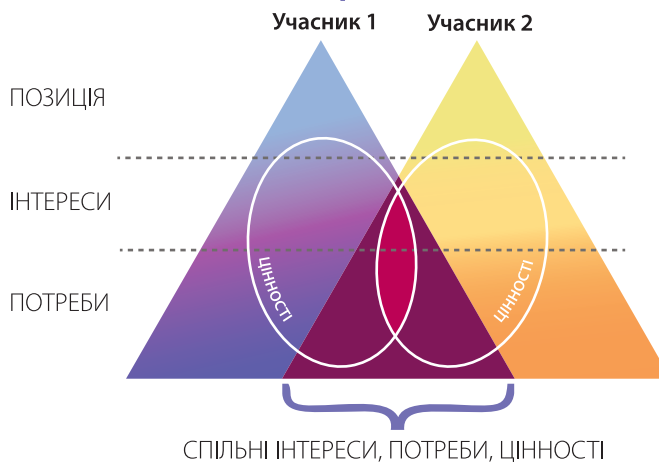 Учасник 1 Учасник 2
ПОЗИЦІЯ
ІНТЕРЕСИ
ПОТРЕБИ
ЦІННОСТІ
ЦІННОСТІ
СПІЛЬНІ ІНТЕРЕСИ, ПОТРЕБИ, ЦІННОСТІ